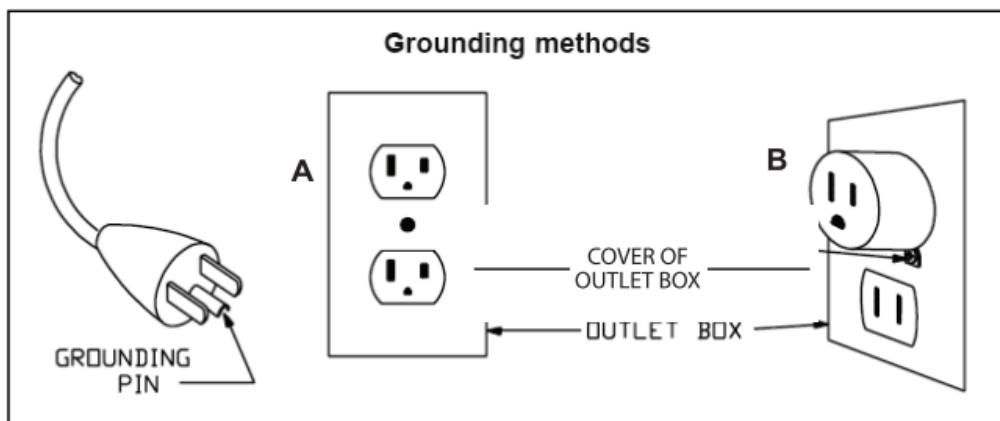 Grounding methods
A
B
COVER OF
OUTLET BOX
OUTLET BOX
GROUNDING
PIN